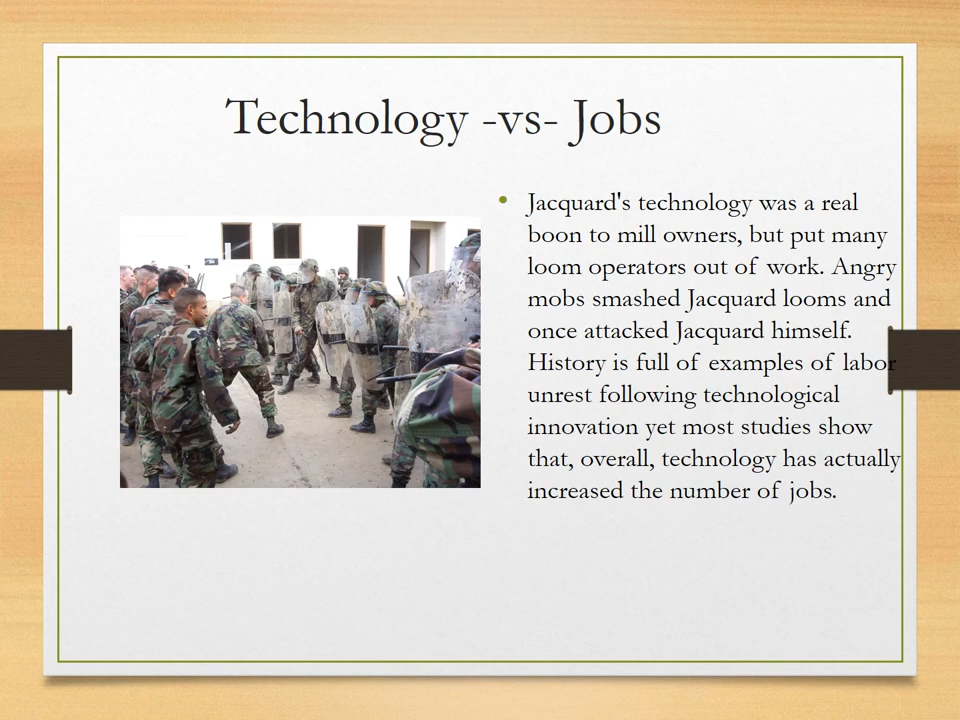 Technology -vs- Jobs
• Jacquard's technology was a real
boon to mill owners, but put many
loom operators out of work. Angry
mobs smashed Jacquard looms and
once attacked Jacquard himself.
History is full of examples of labor
unrest following technological
innovation yet most studies show
that, overall, technology has actually
increased the number of jobs.